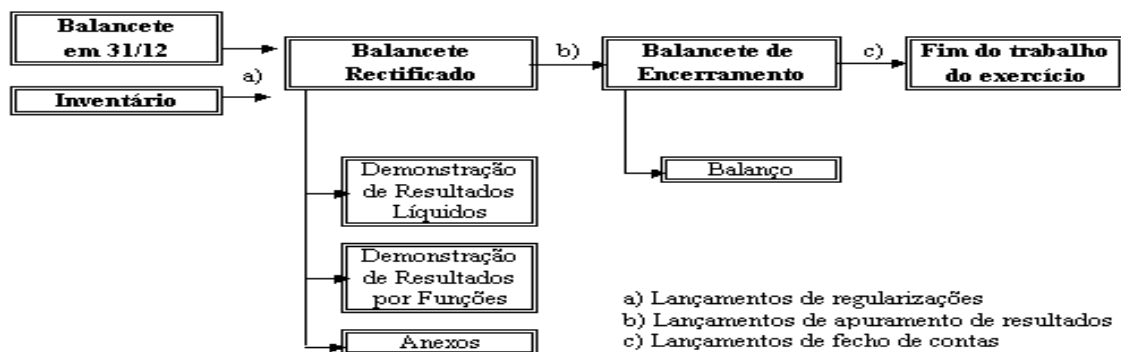 Balancete
em 31/12
a)
Inventário
Balancete
Rectificado
b)
Balancete de
Encerramento
c)
Fim do trabalho
do exercício
Demonstração
de Resultados
Líquidos
Demonstração
de Resultados
por Funções
Anexos
Balanço
a) Lançamentos de regularizações
b) Lançamentos de apuramento de resultados
c) Lançamentos de fecho de contas